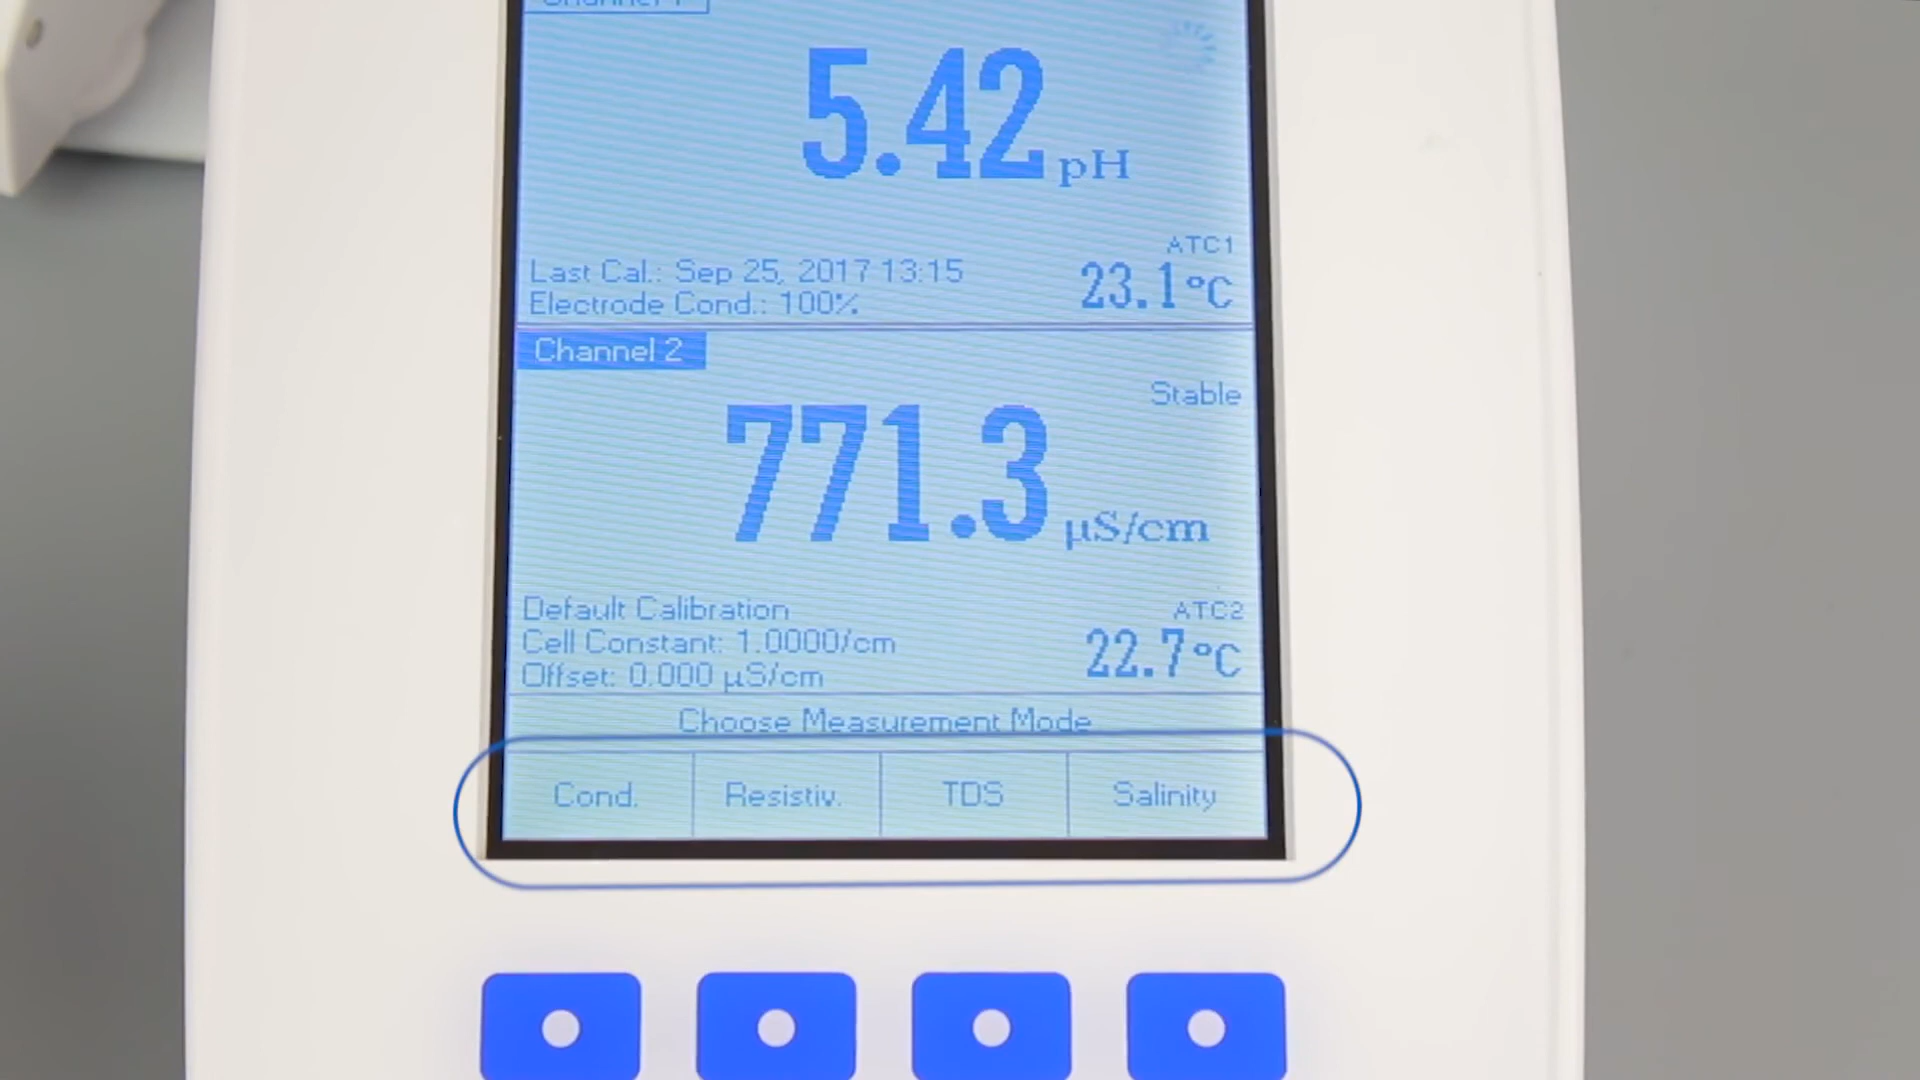 Channel 1
5.42 pH
ATC1
Last Cal.: Sep 25, 2017 13:15
23.1°C
Electrode Cond.: 100%
Channel 2
Stable
771.3 µS/cm
Default Calibration
ATC2
Cell Constant: 1.0000/cm
22.7°C
Offset: 0.000 µS/cm
Choose Measurement Mode
Cond. Resistiv. TDS Salinity